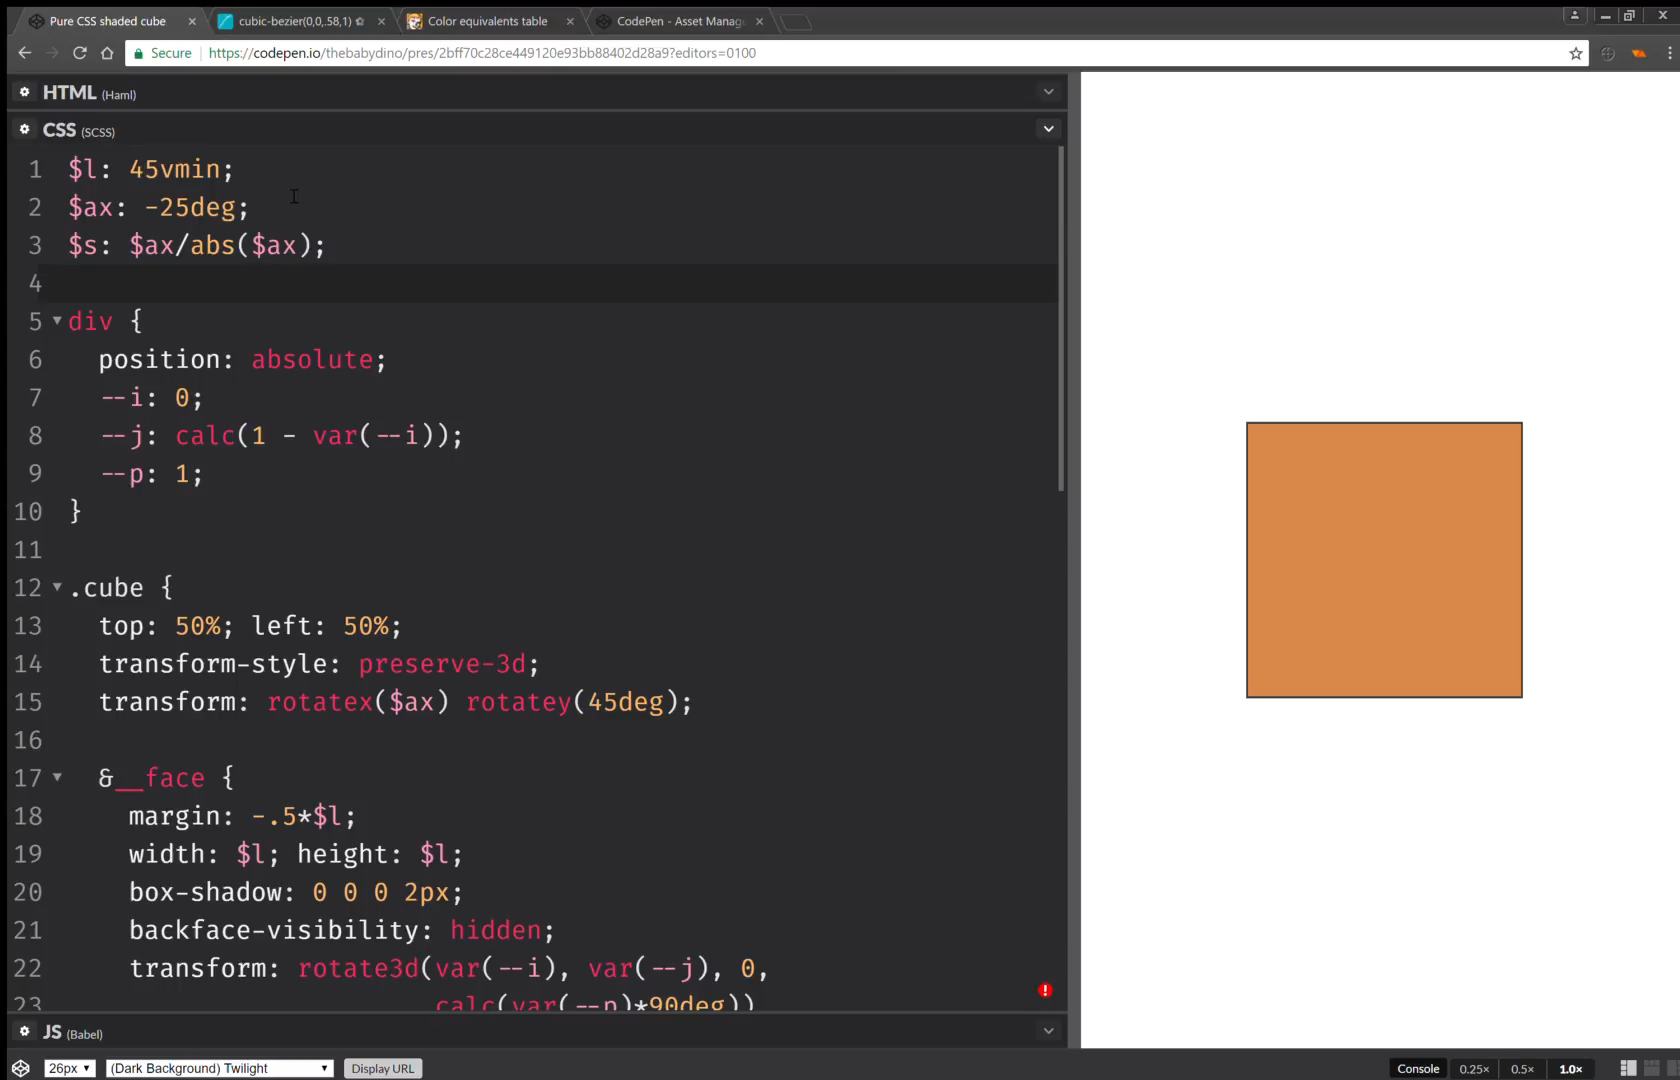 Pure CSS shaded cube
cubic-bezier(0,0,.58,1)
Color equivalents table
CodePen - Asset Manag
Secure
https://codepen.io/thebabydino/pres/2bff70c28ce449120e93bb88402d28a9?editors=0100
HTML (Haml)
CSS (SCSS)
1 $l: 45vmin;
2 $ax: -25deg;
3 $s: $ax/abs($ax);
4
5 div {
6 position: absolute;
7 --i: 0;
8 --j: calc(1 - var(--i));
9 --p: 1;
10 }
11
12 .cube {
13 top: 50%; left: 50%;
14 transform-style: preserve-3d;
15 transform: rotatex($ax) rotatey(45deg);
16
17 &__face {
18 margin: -.5*$l;
19 width: $l; height: $l;
20 box-shadow: 0 0 0 2px;
21 backface-visibility: hidden;
22 transform: rotate3d(var(--i), var(--j), 0,
23 calc(var(--p)*90deg))
JS (Babel)
26px
(Dark Background) Twilight
Display URL
Console
0.25×
0.5×
1.0×